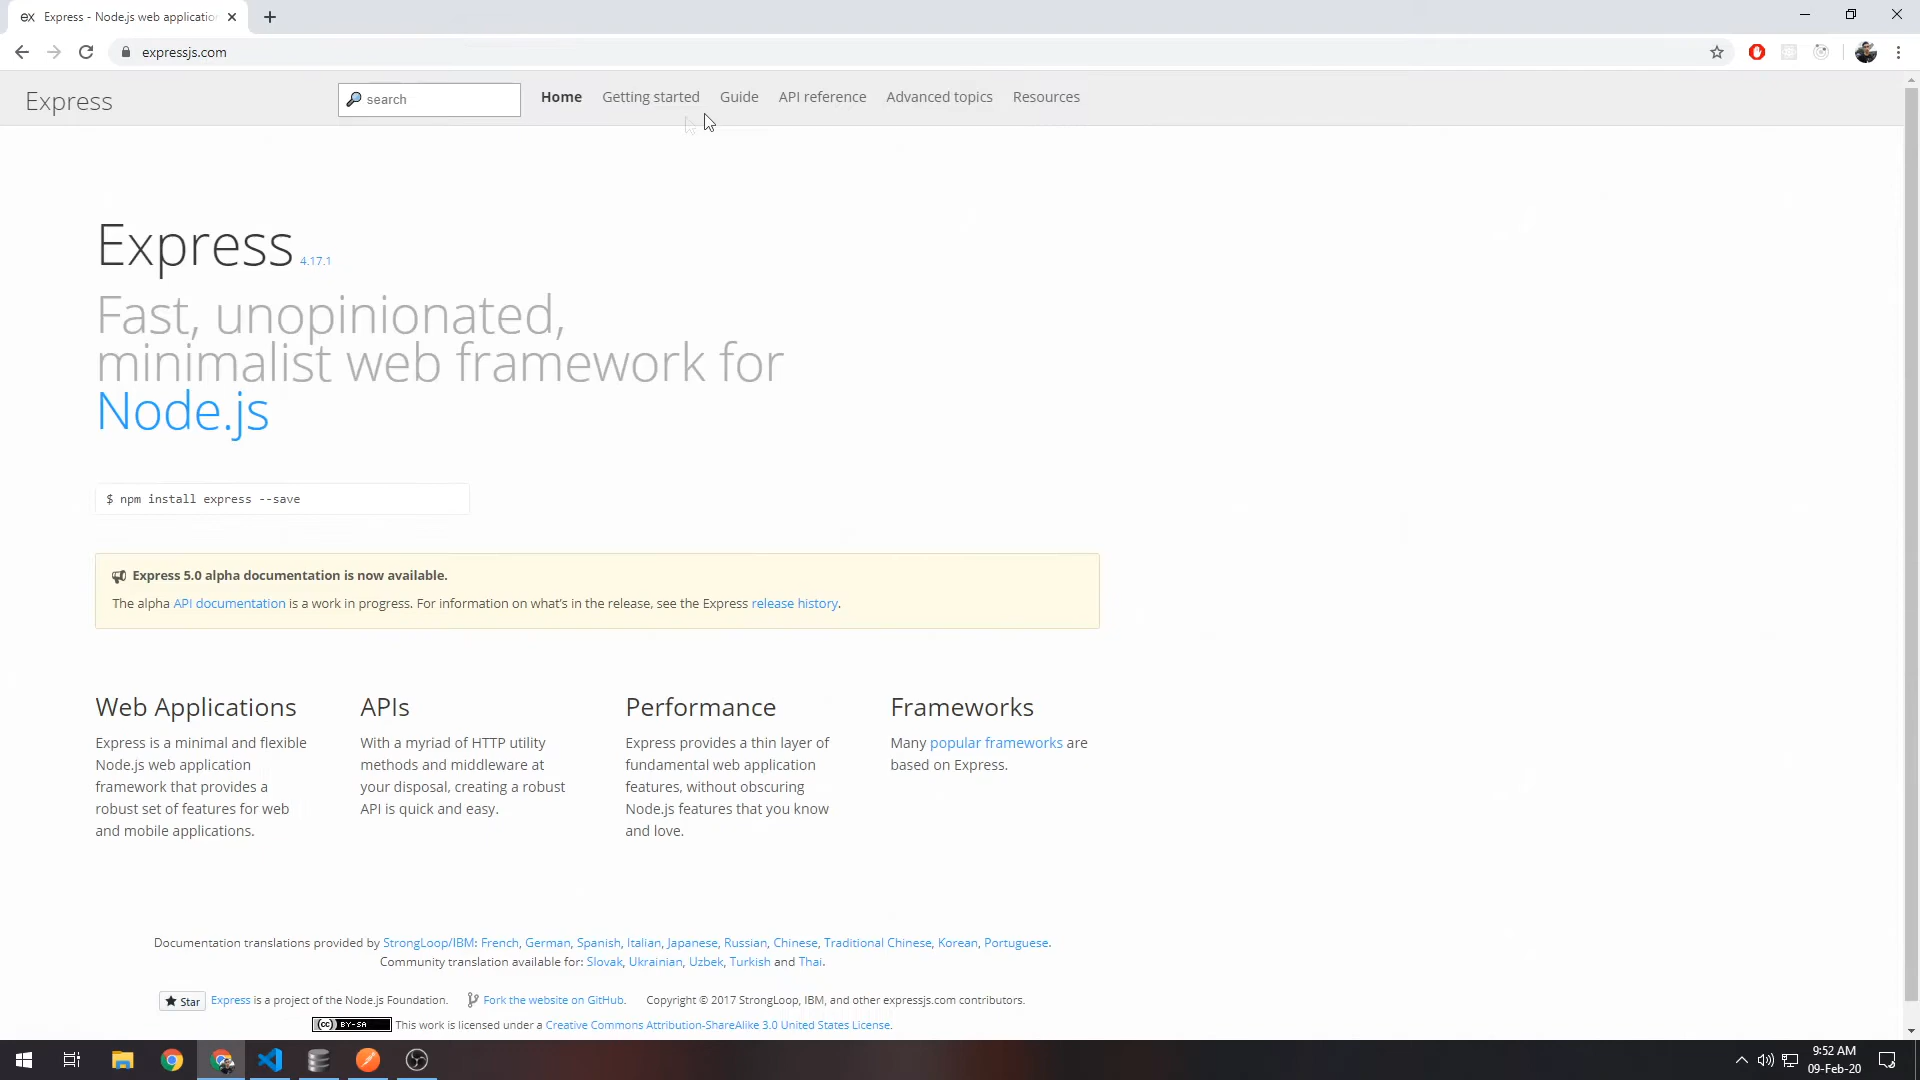 Express - Node.js web application
expressjs.com
Express
search
Home
Getting started
Guide
API reference
Advanced topics
Resources
Express 4.17.1
Fast, unopinionated,
minimalist web framework for
Node.js
$ npm install express --save
Express 5.0 alpha documentation is now available.
The alpha API documentation is a work in progress. For information on what's in the release, see the Express release history.
Web Applications
Express is a minimal and flexible
Node.js web application
framework that provides a
robust set of features for web
and mobile applications.
APIs
With a myriad of HTTP utility
methods and middleware at
your disposal, creating a robust
API is quick and easy.
Performance
Express provides a thin layer of
fundamental web application
features, without obscuring
Node.js features that you know
and love.
Frameworks
Many popular frameworks are
based on Express.
Documentation translations provided by StrongLoop/IBM: French, German, Spanish, Italian, Japanese, Russian, Chinese, Traditional Chinese, Korean, Portuguese.
Community translation available for: Slovak, Ukrainian, Uzbek, Turkish and Thai.
Star
Express is a project of the Node.js Foundation.
Fork the website on GitHub.
Copyright © 2017 StrongLoop, IBM, and other expressjs.com contributors.
(cc) BY-SA This work is licensed under a Creative Commons Attribution-ShareAlike 3.0 United States License.
9:52 AM
09-Feb-20